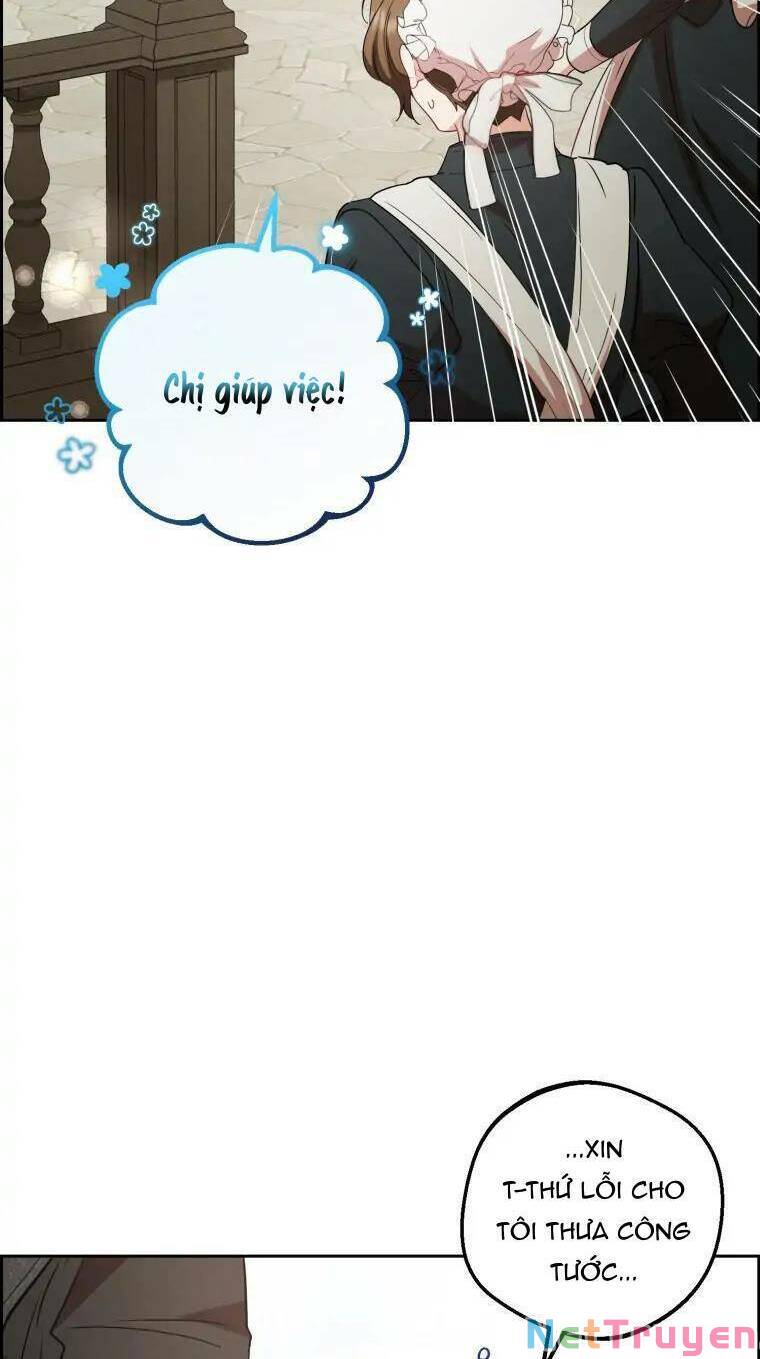 Chị giúp việc!
...XIN
T-THỨ LỖI CHO
TÔI THƯA CÔNG
TƯỚC...
NetTruyen